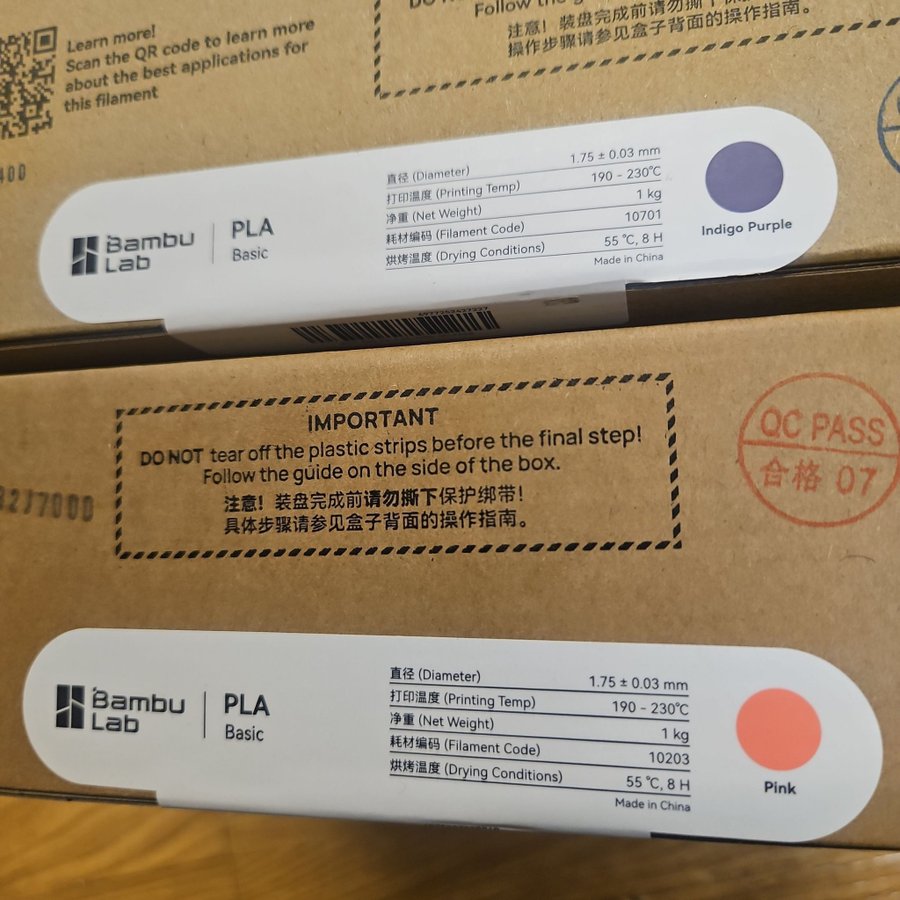 Learn more!
Scan the QR code to learn more
about the best applications for
this filament
Follow the
注意！装盘完成前请勿撕下
操作步骤请参见盒子背面的操作指南。
400
Bambu
Lab
PLA
Basic
直径 (Diameter) 1.75 ± 0.03 mm
打印温度 (Printing Temp) 190 - 230℃
净重 (Net Weight) 1 kg
耗材编码 (Filament Code) 10701
烘烤温度 (Drying Conditions) 55 ℃, 8 H
Made in China
Indigo Purple
IMPORTANT
DO NOT tear off the plastic strips before the final step!
Follow the guide on the side of the box.
注意！装盘完成前请勿撕下保护绑带！
具体步骤请参见盒子背面的操作指南。
QC PASS
合格 07
Bambu
Lab
PLA
Basic
直径 (Diameter) 1.75 ± 0.03 mm
打印温度 (Printing Temp) 190 - 230℃
净重 (Net Weight) 1 kg
耗材编码 (Filament Code) 10203
烘烤温度 (Drying Conditions) 55 ℃, 8 H
Made in China
Pink